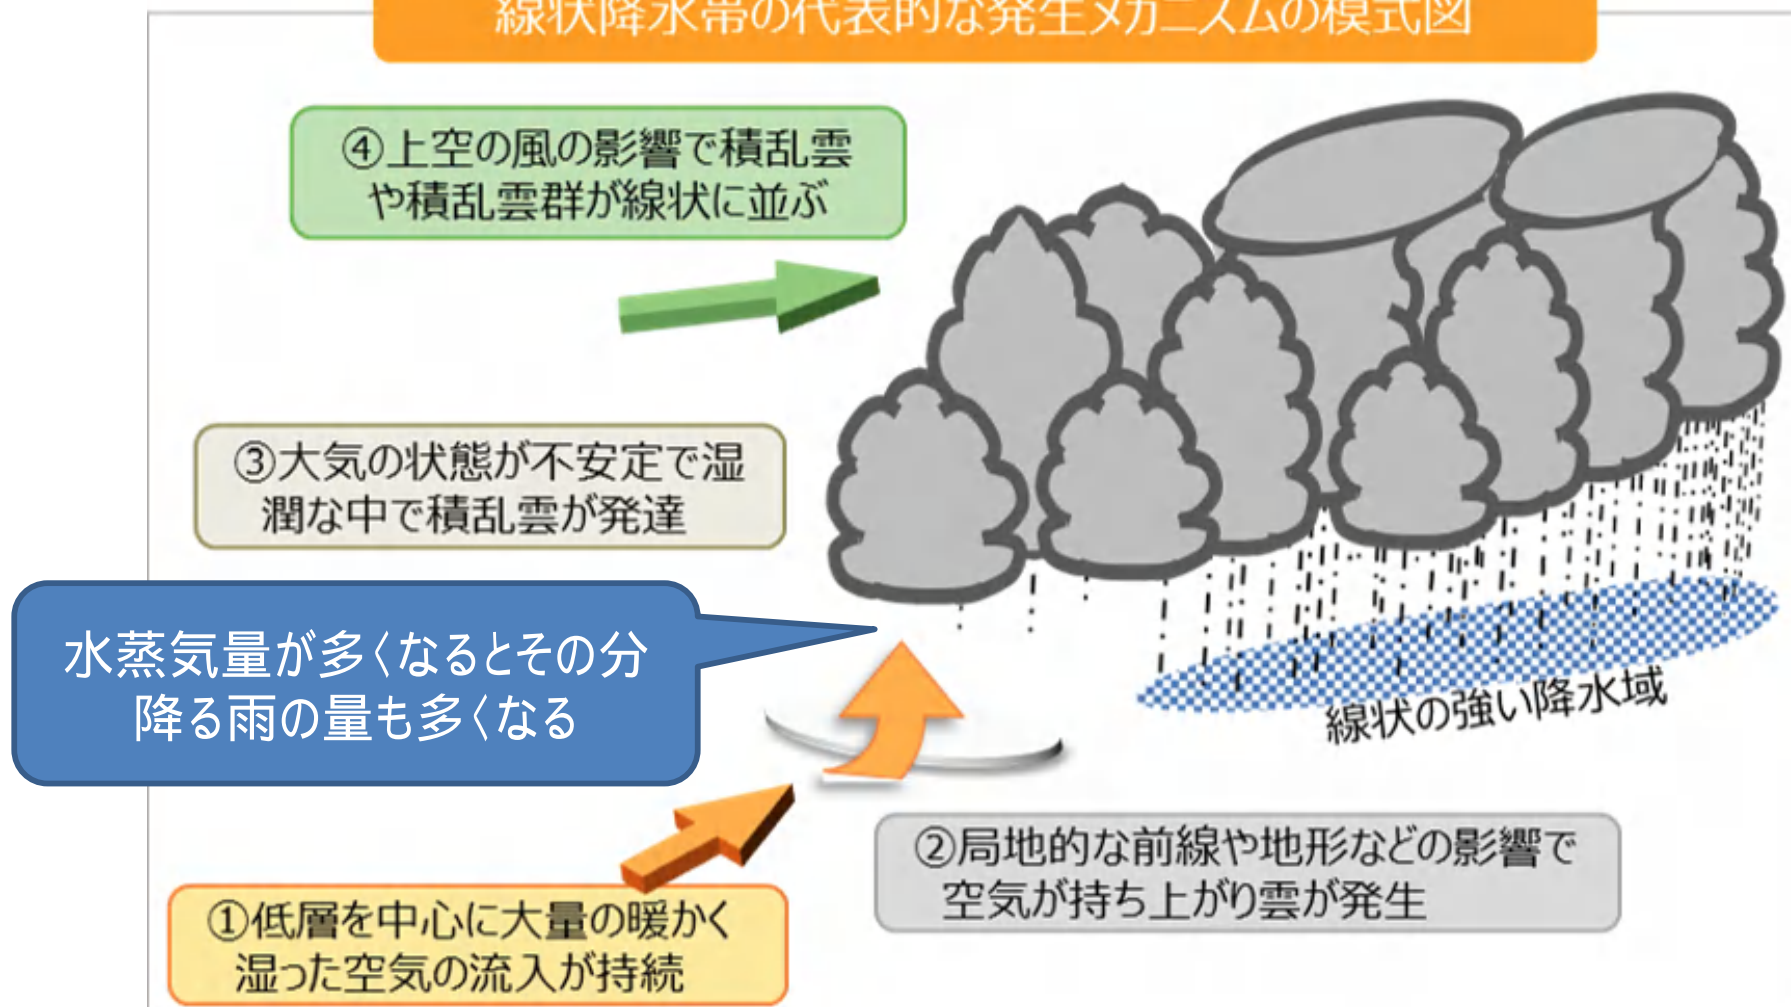 線状降水帯の代表的な発生メカニズムの模式図
④上空の風の影響で積乱雲
や積乱雲群が線状に並ぶ
③大気の状態が不安定で湿
潤な中で積乱雲が発達
水蒸気量が多くなるとその分
降る雨の量も多くなる
線状の強い降水域
②局地的な前線や地形などの影響で
空気が持ち上がり雲が発生
①低層を中心に大量の暖かく
湿った空気の流入が持続